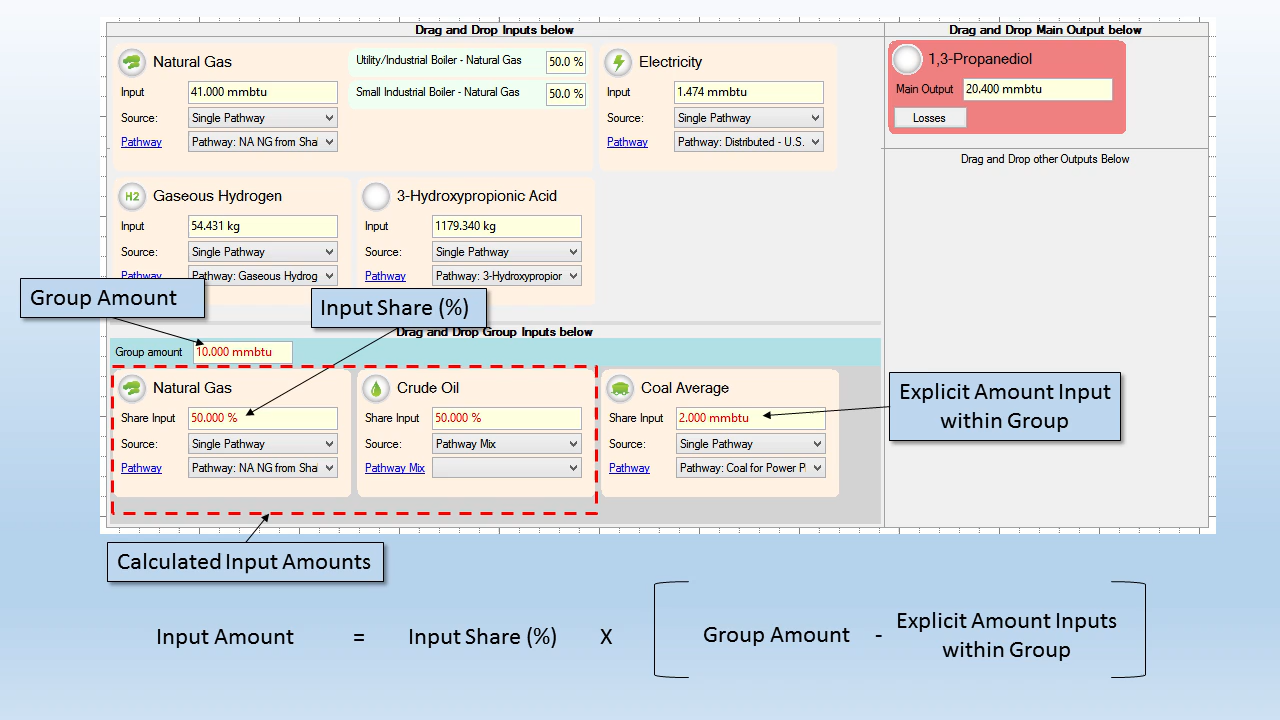 Drag and Drop Inputs below
Drag and Drop Main Output below
Natural Gas
Input 41.000 mmbtu
Source: Single Pathway
Pathway Pathway: NA NG from Shal
Utility/Industrial Boiler - Natural Gas 50.0 %
Small Industrial Boiler - Natural Gas 50.0 %
Electricity
Input 1.474 mmbtu
Source: Single Pathway
Pathway Pathway: Distributed - U.S.
1,3-Propanediol
Main Output 20.400 mmbtu
Losses
Drag and Drop other Outputs Below
H2 Gaseous Hydrogen
Input 54.431 kg
Source: Single Pathway
Pathway Pathway: Gaseous Hydrog
3-Hydroxypropionic Acid
Input 1179.340 kg
Source: Single Pathway
Pathway Pathway: 3-Hydroxypropior
Group Amount
Input Share (%)
Drag and Drop Group Inputs below
Group amount 10.000 mmbtu
Natural Gas
Share Input 50.000 %
Source: Single Pathway
Pathway Pathway: NA NG from Shal
Crude Oil
Share Input 50.000 %
Source: Pathway Mix
Pathway Mix
Coal Average
Share Input 2.000 mmbtu
Source: Single Pathway
Pathway Pathway: Coal for Power P
Explicit Amount Input
within Group
Calculated Input Amounts
Input Amount = Input Share (%) X Group Amount - Explicit Amount Inputs
within Group